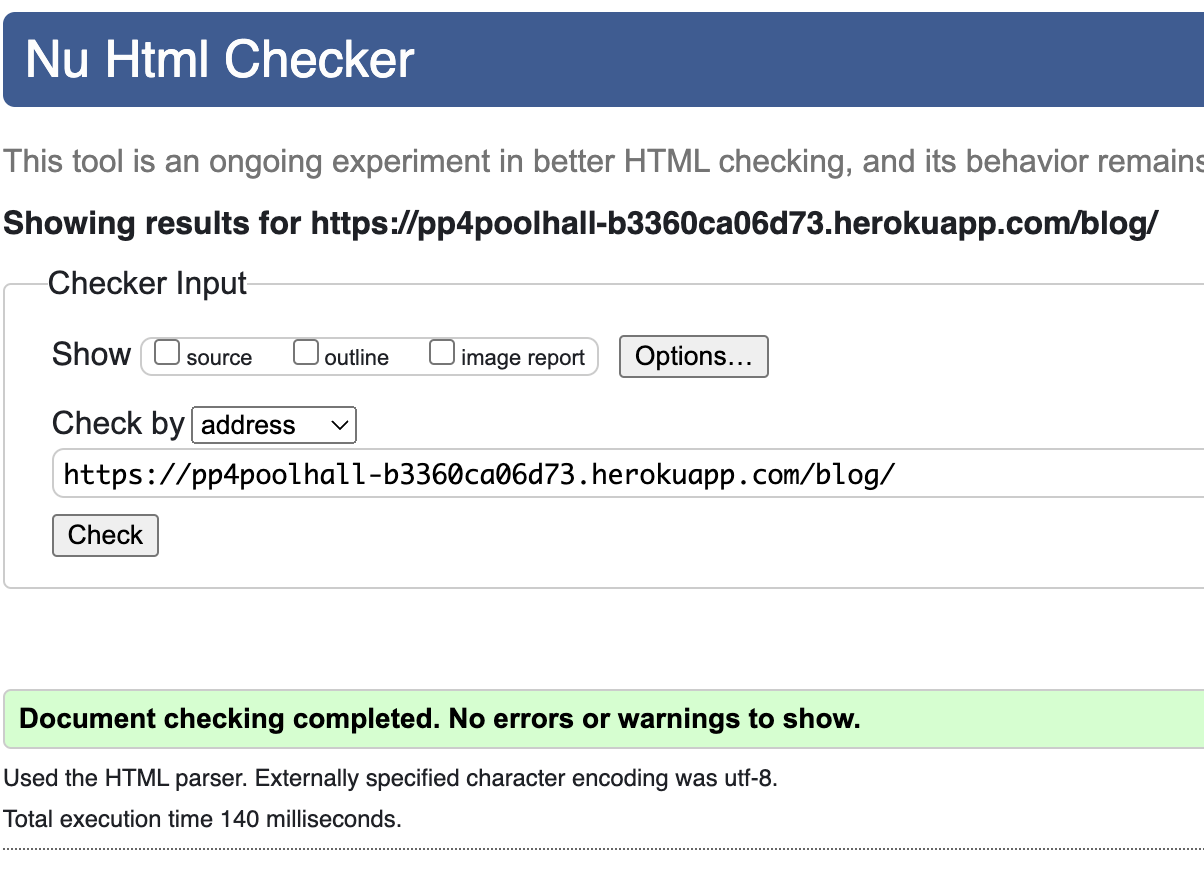 Nu Html Checker
This tool is an ongoing experiment in better HTML checking, and its behavior remains
Showing results for https://pp4poolhall-b3360ca06d73.herokuapp.com/blog/
Checker Input
Show source outline image report Options...
Check by address
https://pp4poolhall-b3360ca06d73.herokuapp.com/blog/
Check
Document checking completed. No errors or warnings to show.
Used the HTML parser. Externally specified character encoding was utf-8.
Total execution time 140 milliseconds.